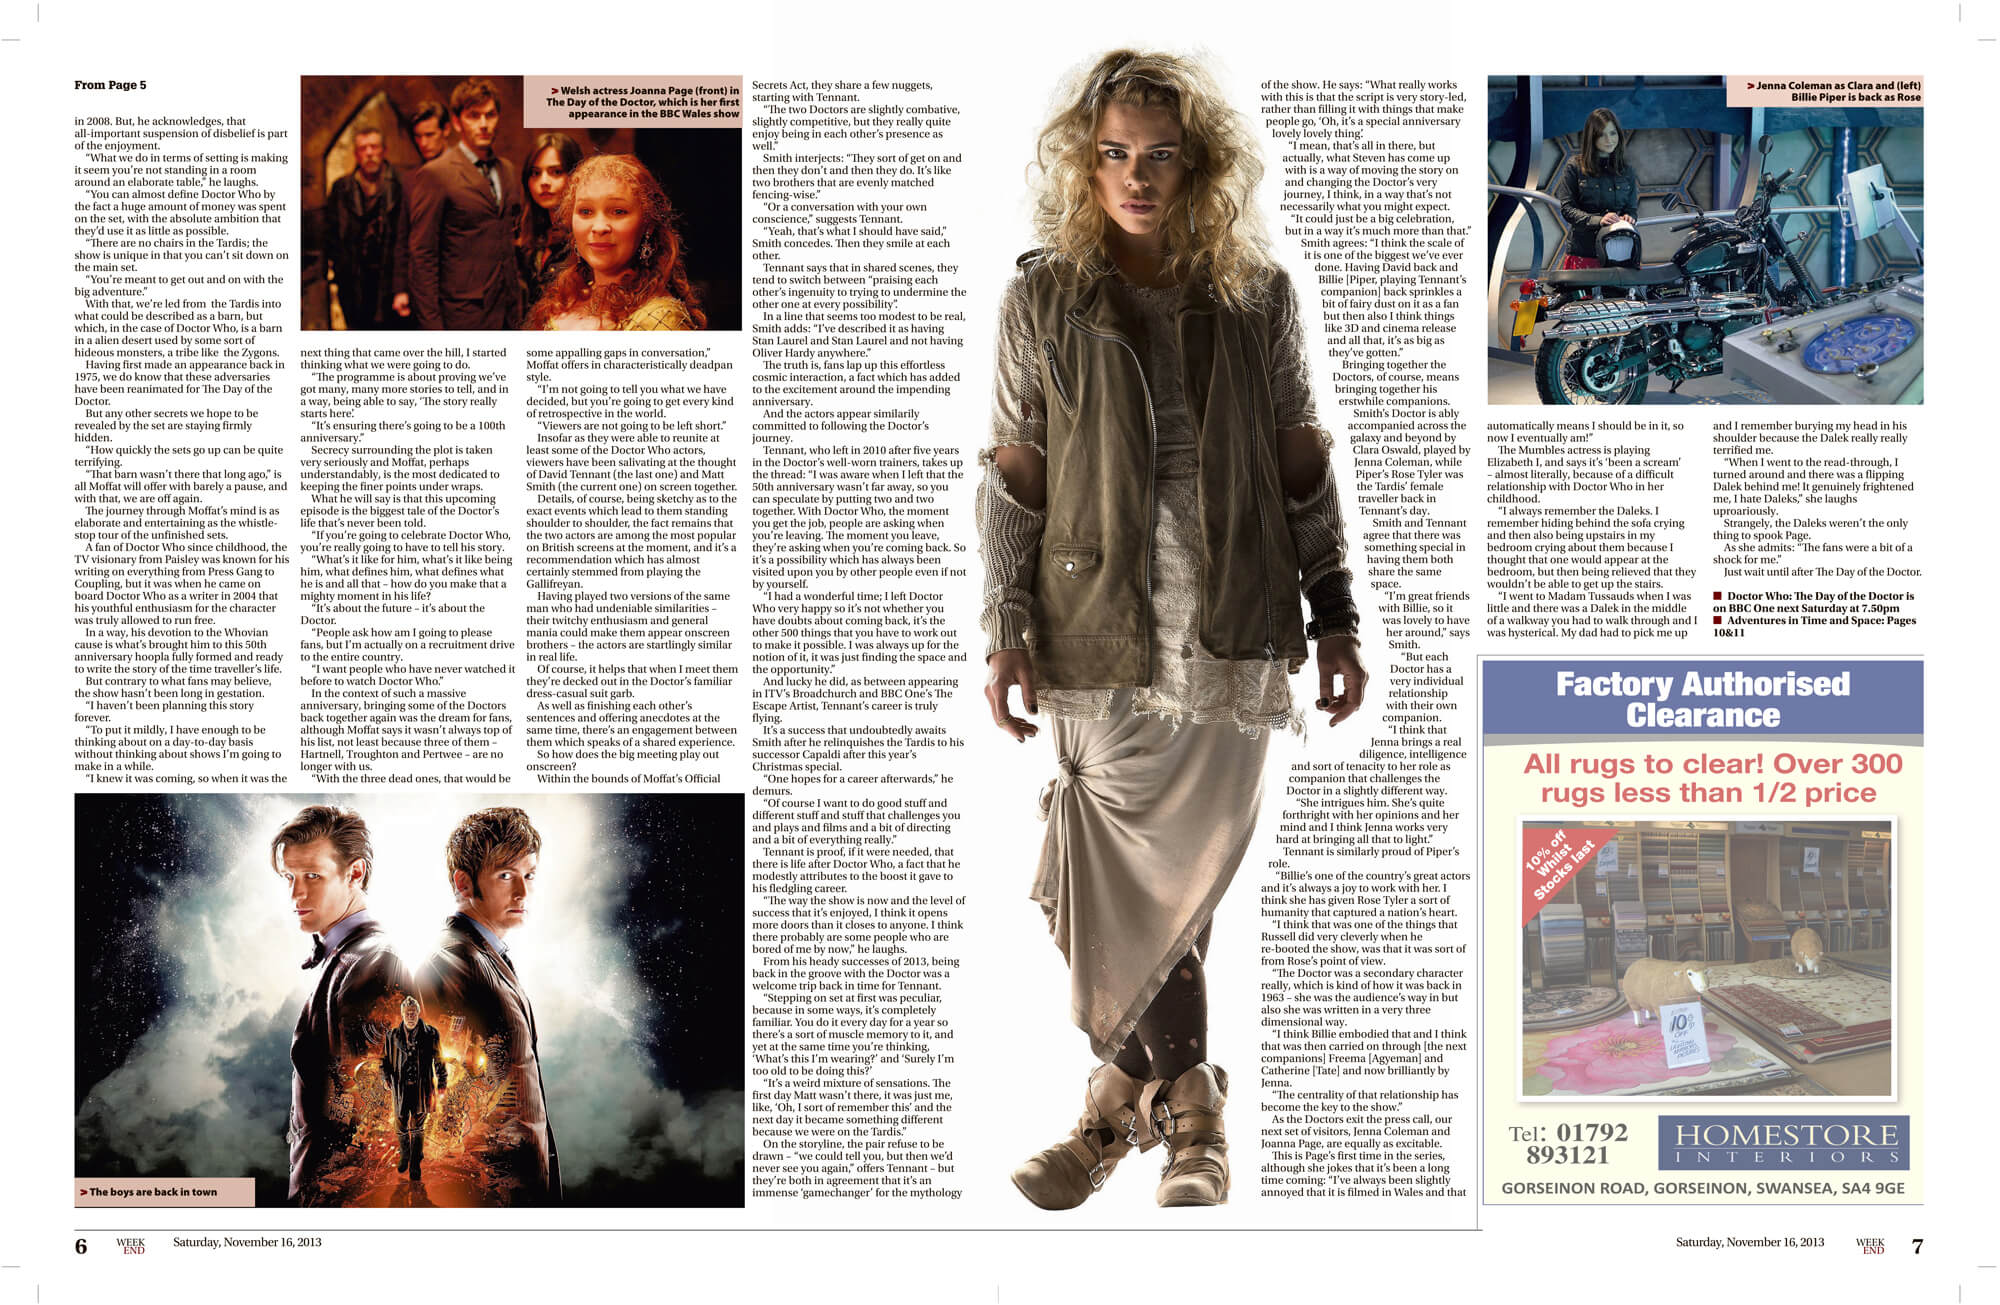 From Page 5
in 2008. But, he acknowledges, that
all-important suspension of disbelief is part
of the enjoyment.
“What we do in terms of setting is making
it seem you’re not standing in a room
around an elaborate table,” he laughs.
“You can almost define Doctor Who by
the fact a huge amount of money was spent
on the set, with the absolute ambition that
they’d use it as little as possible.
“There are no chairs in the Tardis; the
show is unique in that you can’t sit down on
the main set.
“You’re meant to get out and on with the
big adventure.”
With that, we’re led from the Tardis into
what could be described as a barn, but
which, in the case of Doctor Who, is a barn
in a alien desert used by some sort of
hideous monsters, a tribe like the Zygons.
Having first made an appearance back in
1975, we do know that these adversaries
have been reanimated for The Day of the
Doctor.
But any other secrets we hope to be
revealed by the set are staying firmly
hidden.
“How quickly the sets go up can be quite
terrifying.
“That barn wasn’t there that long ago,” is
all Moffat will offer with barely a pause, and
with that, we are off again.
The journey through Moffat’s mind is as
elaborate and entertaining as the whistle-
stop tour of the unfinished sets.
A fan of Doctor Who since childhood, the
TV visionary from Paisley was known for his
writing on everything from Press Gang to
Coupling, but it was when he came on
board Doctor Who as a writer in 2004 that
his youthful enthusiasm for the character
was truly allowed to run free.
In a way, his devotion to the Whovian
cause is what’s brought him to this 50th
anniversary hoopla fully formed and ready
to write the story of the time traveller’s life.
But contrary to what fans may believe,
the show hasn’t been long in gestation.
“I haven’t been planning this story
forever.
“To put it mildly, I have enough to be
thinking about on a day-to-day basis
without thinking about shows I’m going to
make in a while.
“I knew it was coming, so when it was the
> Welsh actress Joanna Page (front) in
The Day of the Doctor, which is her first
appearance in the BBC Wales show
next thing that came over the hill, I started
thinking what we were going to do.
“The programme is about proving we’ve
got many, many more stories to tell, and in
a way, being able to say, ‘The story really
starts here’.
“It’s ensuring there’s going to be a 100th
anniversary.”
Secrecy surrounding the plot is taken
very seriously and Moffat, perhaps
understandably, is the most dedicated to
keeping the finer points under wraps.
What he will say is that this upcoming
episode is the biggest tale of the Doctor’s
life that’s never been told.
“If you’re going to celebrate Doctor Who,
you’re really going to have to tell his story.
“What’s it like for him, what’s it like being
him, what defines him, what defines what
he is and all that – how do you make that a
mighty moment in his life?
“It’s about the future – it’s about the
Doctor.
“People ask how am I going to please
fans, but I’m actually on a recruitment drive
to the entire country.
“I want people who have never watched it
before to watch Doctor Who.”
In the context of such a massive
anniversary, bringing some of the Doctors
back together again was the dream for fans,
although Moffat says it wasn’t always top of
his list, not least because three of them –
Hartnell, Troughton and Pertwee – are no
longer with us.
“With the three dead ones, that would be
some appalling gaps in conversation,”
Moffat offers in characteristically deadpan
style.
“I’m not going to tell you what we have
decided, but you’re going to get every kind
of retrospective in the world.
“Viewers are not going to be left short.”
Insofar as they were able to reunite at
least some of the Doctor Who actors,
viewers have been salivating at the thought
of David Tennant (the last one) and Matt
Smith (the current one) on screen together.
Details, of course, being sketchy as to the
exact events which lead to them standing
shoulder to shoulder, the fact remains that
the two actors are among the most popular
on British screens at the moment, and it’s a
recommendation which has almost
certainly stemmed from playing the
Gallifreyan.
Having played two versions of the same
man who had undeniable similarities –
their twitchy enthusiasm and general
mania could make them appear onscreen
brothers – the actors are startlingly similar
in real life.
Of course, it helps that when I meet them
they’re decked out in the Doctor’s familiar
dress-casual suit garb.
As well as finishing each other’s
sentences and offering anecdotes at the
same time, there’s an engagement between
them which speaks of a shared experience.
So how does the big meeting play out
onscreen?
Within the bounds of Moffat’s Official
> The boys are back in town
Secrets Act, they share a few nuggets,
starting with Tennant.
“The two Doctors are slightly combative,
slightly competitive, but they really quite
enjoy being in each other’s presence as
well.”
Smith interjects: “They sort of get on and
then they don’t and then they do. It’s like
two brothers that are evenly matched
fencing-wise.”
“Or a conversation with your own
conscience,” suggests Tennant.
“Yeah, that’s what I should have said,”
Smith concedes. Then they smile at each
other.
Tennant says that in shared scenes, they
tend to switch between “praising each
other’s ingenuity to trying to undermine the
other one at every possibility”.
In a line that seems too modest to be real,
Smith adds: “I’ve described it as having
Stan Laurel and Stan Laurel and not having
Oliver Hardy anywhere.”
The truth is, fans lap up this effortless
cosmic interaction, a fact which has added
to the excitement around the impending
anniversary.
And the actors appear similarily
committed to following the Doctor’s
journey.
Tennant, who left in 2010 after five years
in the Doctor’s well-worn trainers, takes up
the thread: “I was aware when I left that the
50th anniversary wasn’t far away, so you
can speculate by putting two and two
together. With Doctor Who, the moment
you get the job, people are asking when
you’re leaving. The moment you leave,
they’re asking when you’re coming back. So
it’s a possibility which has always been
visited upon you by other people even if not
by yourself.
“I had a wonderful time; I left Doctor
Who very happy so it’s not whether you
have doubts about coming back, it’s the
other 500 things that you have to work out
to make it possible. I was always up for the
notion of it, it was just finding the space and
the opportunity.”
And lucky he did, as between appearing
in ITV’s Broadchurch and BBC One’s The
Escape Artist, Tennant’s career is truly
flying.
It’s a success that undoubtedly awaits
Smith after he relinquishes the Tardis to his
successor Capaldi after this year’s
Christmas special.
“One hopes for a career afterwards,” he
demurs.
“Of course I want to do good stuff and
different stuff and stuff that challenges you
and plays and films and a bit of directing
and a bit of everything really.”
Tennant is proof, if it were needed, that
there is life after Doctor Who, a fact that he
modestly attributes to the boost it gave to
his fledgling career.
“The way the show is now and the level of
success that it’s enjoyed, I think it opens
more doors than it closes to anyone. I think
there probably are some people who are
bored of me by now,” he laughs.
From his heady successes of 2013, being
back in the groove with the Doctor was a
welcome trip back in time for Tennant.
“Stepping on set at first was peculiar,
because in some ways, it’s completely
familiar. You do it every day for a year so
there’s a sort of muscle memory to it, and
yet at the same time you’re thinking,
‘What’s this I’m wearing?’ and ‘Surely I’m
too old to be doing this?’
“It’s a weird mixture of sensations. The
first day Matt wasn’t there, it was just me,
like, ‘Oh, I sort of remember this’ and the
next day it became something different
because we were on the Tardis.”
On the storyline, the pair refuse to be
drawn – “we could tell you, but then we’d
never see you again,” offers Tennant – but
they’re both in agreement that it’s an
immense ‘gamechanger’ for the mythology
of the show. He says: “What really works
with this is that the script is very story-led,
rather than filling it with things that make
people go, ‘Oh, it’s a special anniversary
lovely lovely thing’.
“I mean, that’s all in there, but
actually, what Steven has come up
with is a way of moving the story on
and changing the Doctor’s very
journey, I think, in a way that’s not
necessarily what you might expect.
“It could just be a big celebration,
but in a way it’s much more than that.”
Smith agrees: “I think the scale of
it is one of the biggest we’ve ever
done. Having David back and
Billie [Piper, playing Tennant’s
companion] back sprinkles a
bit of fairy dust on it as a fan
but then also I think things
like 3D and cinema release
and all that, it’s as big as
they’ve gotten.”
Bringing together the
Doctors, of course, means
bringing together his
erstwhile companions.
Smith’s Doctor is ably
accompanied across the
galaxy and beyond by
Clara Oswald, played by
Jenna Coleman, while
Piper’s Rose Tyler was
the Tardis’ female
traveller back in
Tennant’s day.
Smith and Tennant
agree that there was
something special in
having them both
share the same
space.
“I’m great friends
with Billie, so it
was lovely to have
her around,” says
Smith.
“But each
Doctor has a
very individual
relationship
with their own
companion.
“I think that
Jenna brings a real
diligence, intelligence
and sort of tenacity to her role as
companion that challenges the
Doctor in a slightly different way.
“She intrigues him. She’s quite
forthright with her opinions and her
mind and I think Jenna works very
hard at bringing all that to light.”
Tennant is similarly proud of Piper’s
role.
“Billie’s one of the country’s great actors
and it’s always a joy to work with her. I
think she has given Rose Tyler a sort of
humanity that captured a nation’s heart.
“I think that was one of the things that
Russell did very cleverly when he
re-booted the show, was that it was sort of
from Rose’s point of view.
“The Doctor was a secondary character
really, which is kind of how it was back in
1963 – she was the audience’s way in but
also she was written in a very three
dimensional way.
“I think Billie embodied that and I think
that was then carried on through [the next
companions] Freema [Agyeman] and
Catherine [Tate] and now brilliantly by
Jenna.
“The centrality of that relationship has
become the key to the show.”
As the Doctors exit the press call, our
next set of visitors, Jenna Coleman and
Joanna Page, are equally as excitable.
This is Page’s first time in the series,
although she jokes that it’s been a long
time coming: “I’ve always been slightly
annoyed that it is filmed in Wales and that
> Jenna Coleman as Clara and (left)
Billie Piper is back as Rose
automatically means I should be in it, so
now I eventually am!”
The Mumbles actress is playing
Elizabeth I, and says it’s ‘been a scream’
– almost literally, because of a difficult
relationship with Doctor Who in her
childhood.
“I always remember the Daleks. I
remember hiding behind the sofa crying
and then also being upstairs in my
bedroom crying about them because I
thought that one would appear at the
bedroom, but then being relieved that they
wouldn’t be able to get up the stairs.
“I went to Madam Tussauds when I was
little and there was a Dalek in the middle
of a walkway you had to walk through and I
was hysterical. My dad had to pick me up
and I remember burying my head in his
shoulder because the Dalek really really
terrified me.
“When I went to the read-through, I
turned around and there was a flipping
Dalek behind me! It genuinely frightened
me, I hate Daleks,” she laughs
uproariously.
Strangely, the Daleks weren’t the only
thing to spook Page.
As she admits: “The fans were a bit of a
shock for me.”
Just wait until after The Day of the Doctor.
■ Doctor Who: The Day of the Doctor is
on BBC One next Saturday at 7.50pm
■ Adventures in Time and Space: Pages
10&11
Factory Authorised
Clearance
All rugs to clear! Over 300
rugs less than 1/2 price
10% off
Whilst
Stocks last
10%
OFF
Tel: 01792
893121
HOMESTORE
INTERIORS
GORSEINON ROAD, GORSEINON, SWANSEA, SA4 9GE
6
WEEK
END
Saturday, November 16, 2013
Saturday, November 16, 2013
WEEK
END
7